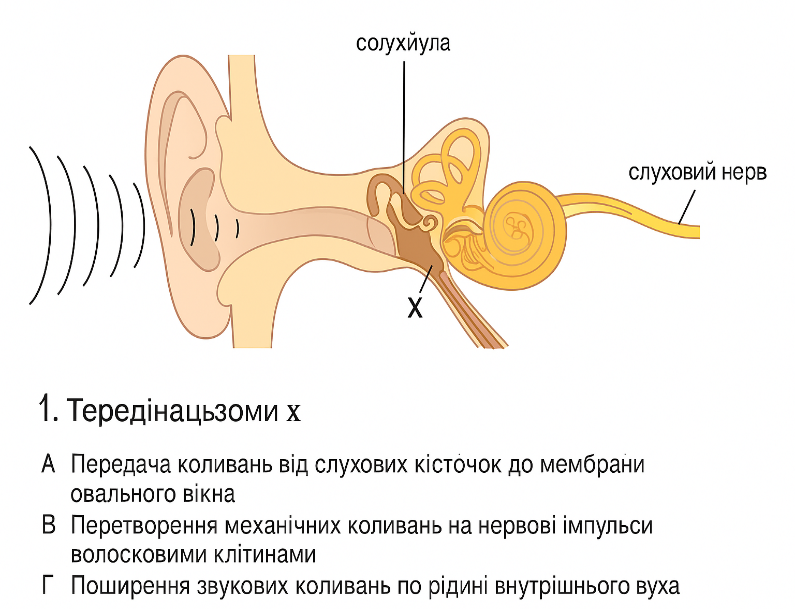 солухйула
слуховий нерв
X
1. Терединацьзоми x
А Передача коливань від слухових кісточок до мембрани
овального вікна
В Перетворення механічних коливань на нервові імпульси
волосковими клітинами
Г Поширення звукових коливань по рідині внутрішнього вуха